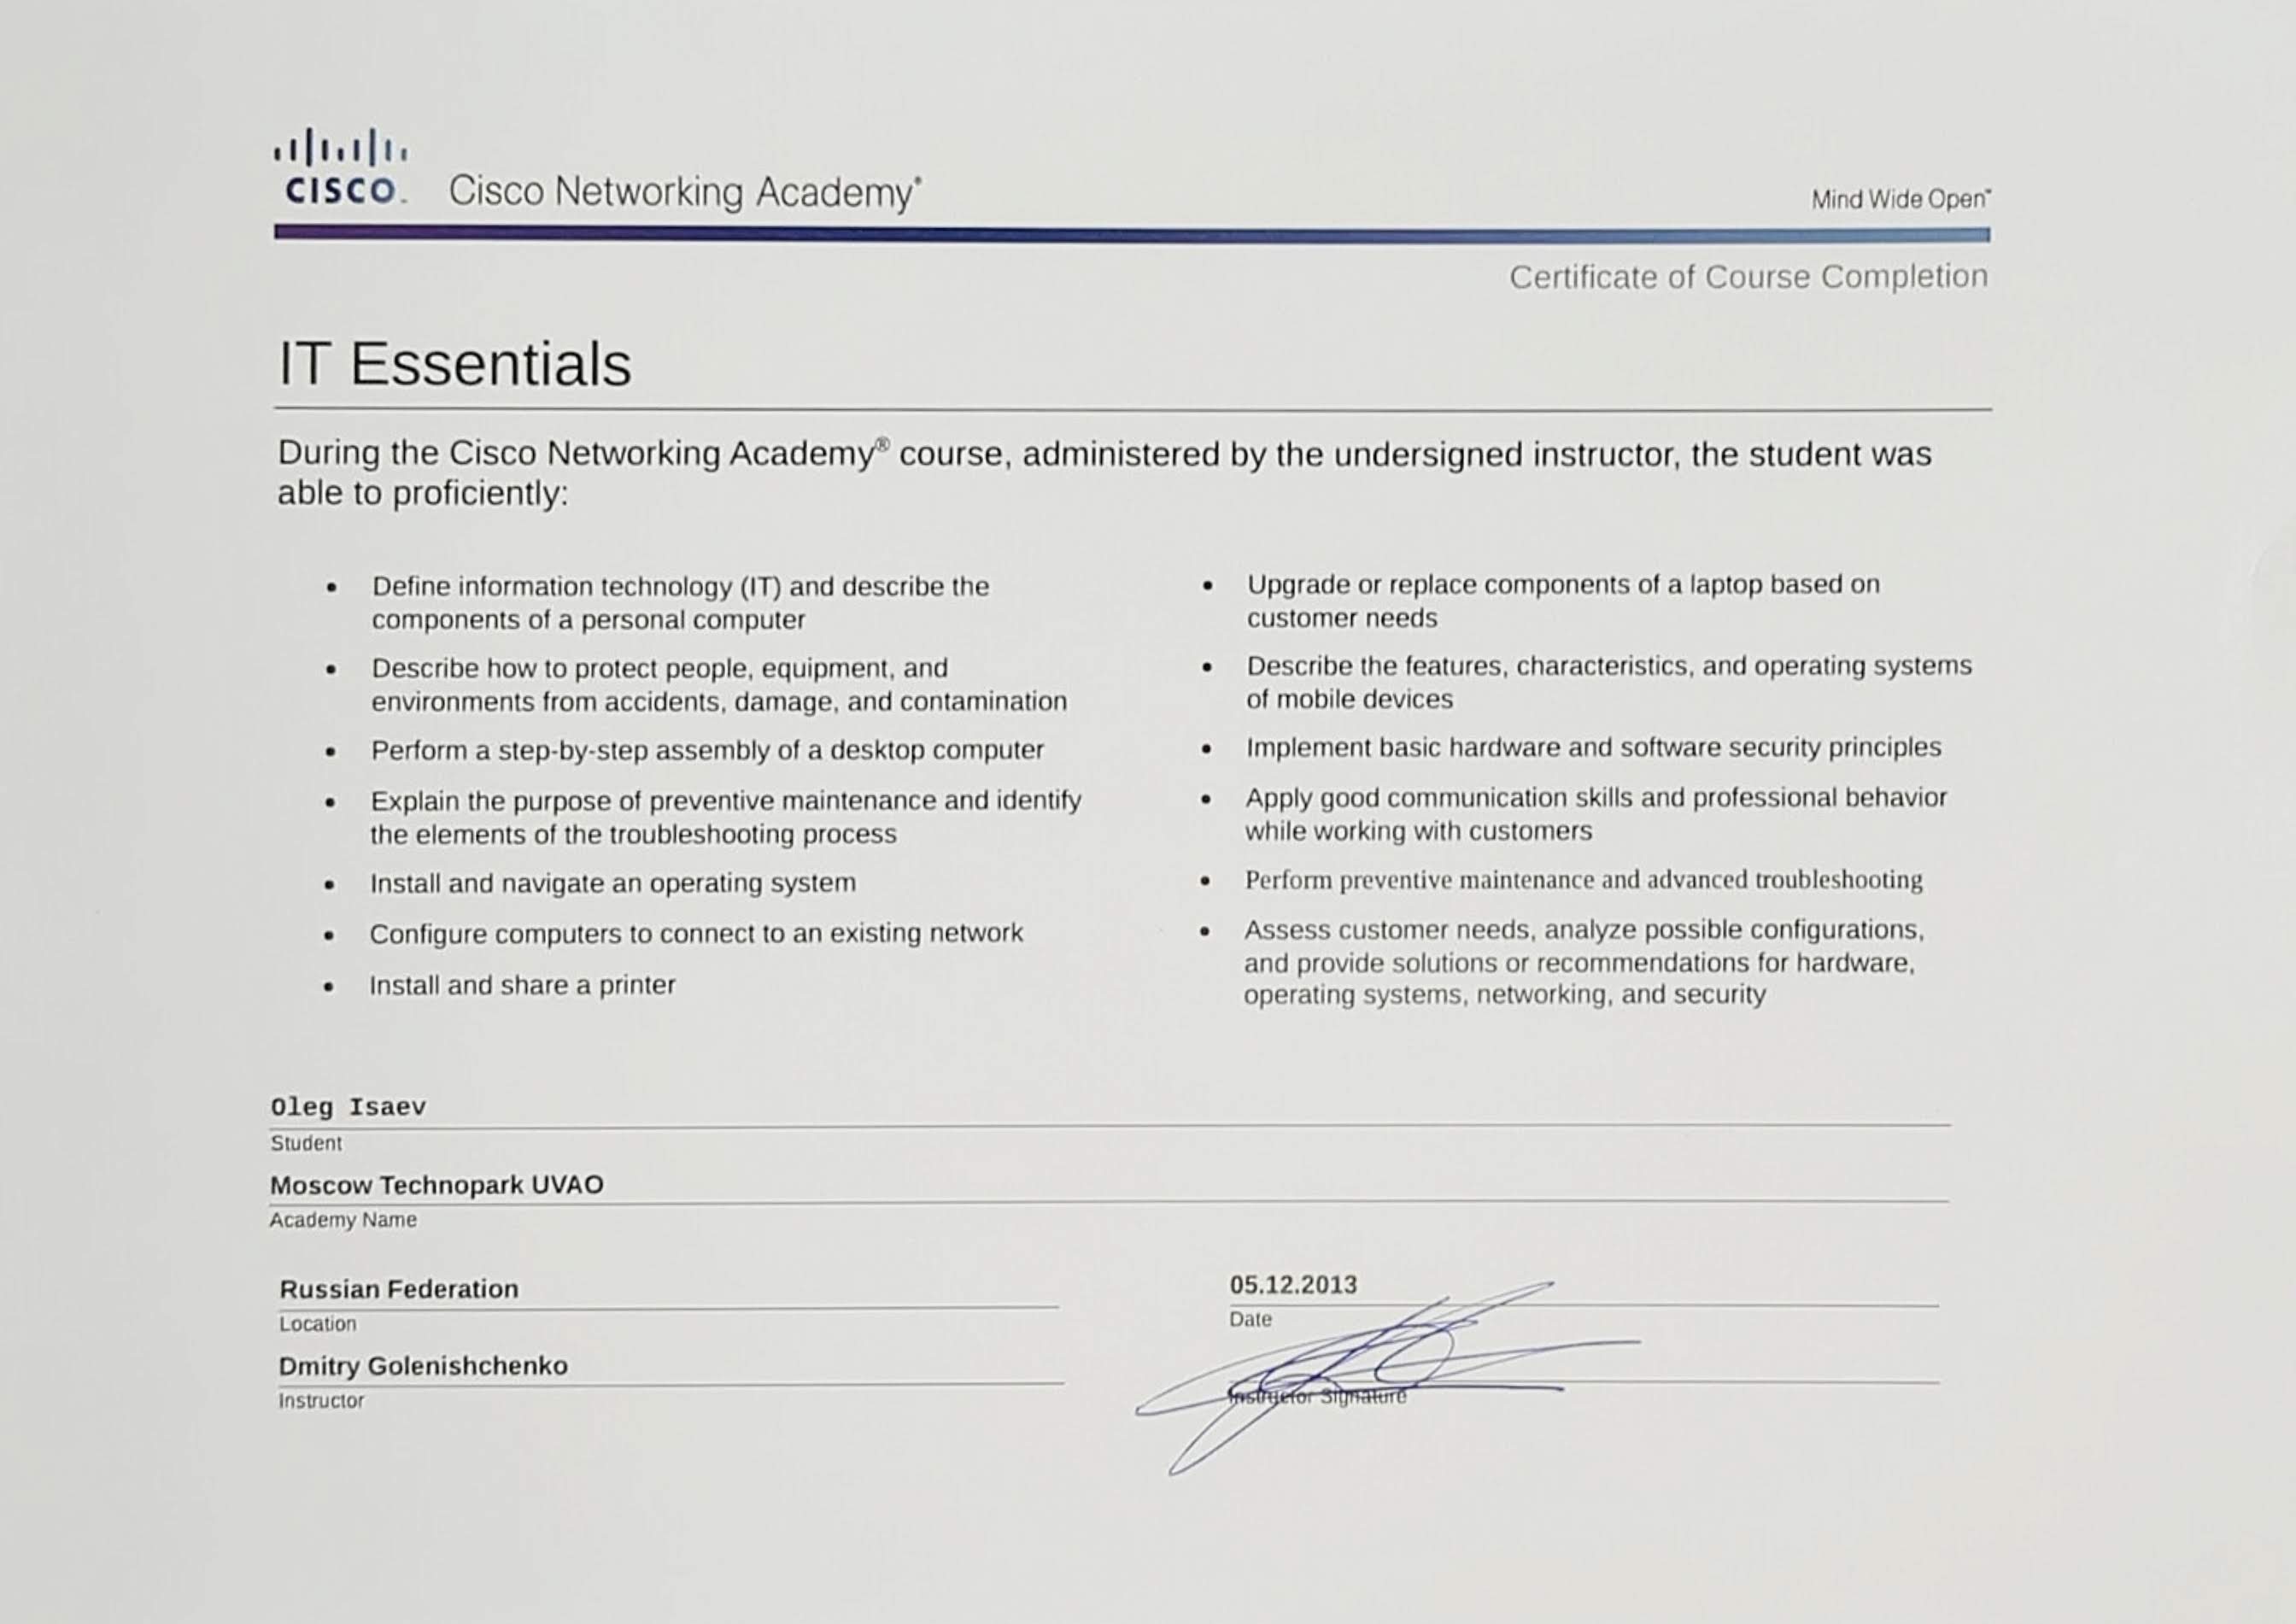 CISCO™ Cisco Networking Academy®
Mind Wide Open™
Certificate of Course Completion
IT Essentials
During the Cisco Networking Academy® course, administered by the undersigned instructor, the student was
able to proficiently:
• Define information technology (IT) and describe the
components of a personal computer
• Describe how to protect people, equipment, and
environments from accidents, damage, and contamination
• Perform a step-by-step assembly of a desktop computer
• Explain the purpose of preventive maintenance and identify
the elements of the troubleshooting process
• Install and navigate an operating system
• Configure computers to connect to an existing network
• Install and share a printer
• Upgrade or replace components of a laptop based on
customer needs
• Describe the features, characteristics, and operating systems
of mobile devices
• Implement basic hardware and software security principles
• Apply good communication skills and professional behavior
while working with customers
• Perform preventive maintenance and advanced troubleshooting
• Assess customer needs, analyze possible configurations,
and provide solutions or recommendations for hardware,
operating systems, networking, and security
Oleg Isaev
Student
Moscow Technopark UVAO
Academy Name
Russian Federation
Location
05.12.2013
Date
Dmitry Golenishchenko
Instructor
Instructor Signature